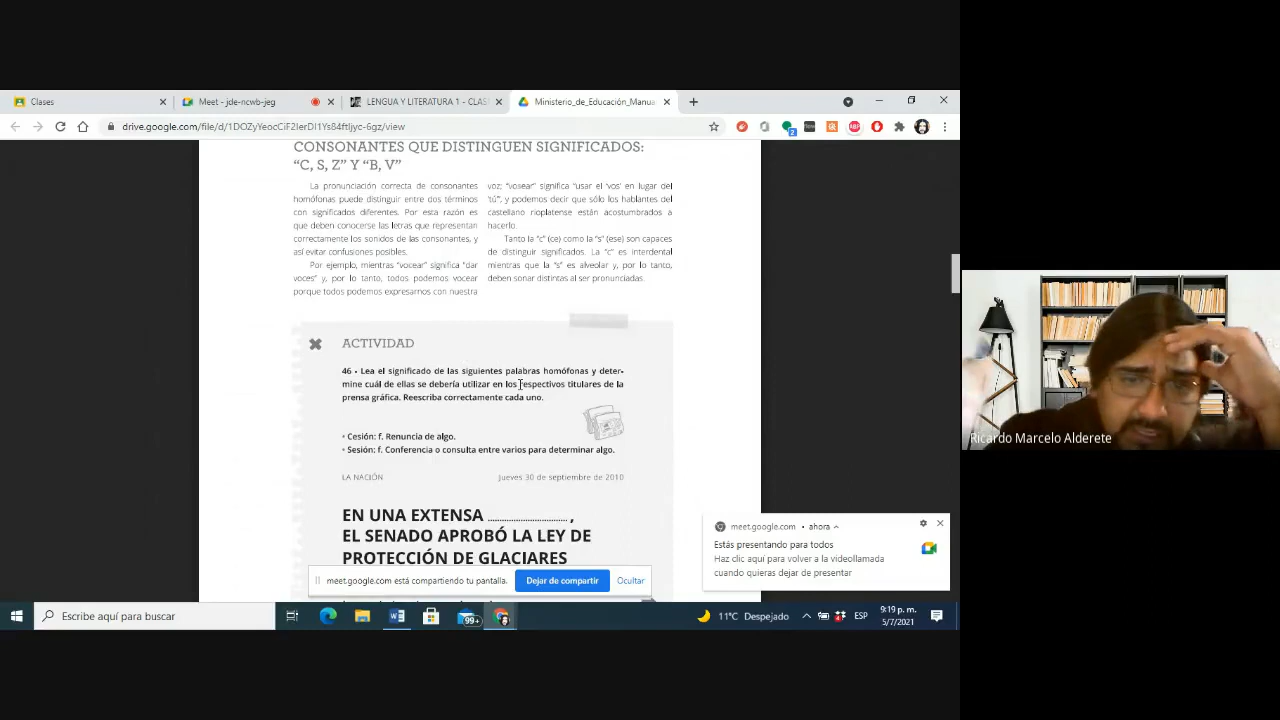 Clases
Meet - jde-ncwb-jeg
LENGUA Y LITERATURA 1 - CLAS
Ministerio_de_Educación_Manua
drive.google.com/file/d/1DOZyYeocCiF2IerDI1Ys84ftljyc-6gz/view
CONSONANTES QUE DISTINGUEN SIGNIFICADOS:
“C, S, Z” Y “B, V”
La pronunciación correcta de consonantes
homófonas puede distinguir entre dos términos
con significados diferentes. Por esta razón es
que deben conocerse las letras que representan
correctamente los sonidos de las consonantes, y
así evitar confusiones posibles.
Por ejemplo, mientras “vocear” significa “dar
voces” y, por lo tanto, todos podemos vocear
porque todos podemos expresarnos con nuestra
voz; “vosear” significa “usar el ‘vos’ en lugar del
‘tú’”, y podemos decir que sólo los hablantes del
castellano rioplatense están acostumbrados a
hacerlo.
Tanto la “c” (ce) como la “s” (ese) son capaces
de distinguir significados. La “c” es interdental
mientras que la “s” es alveolar y, por lo tanto,
deben sonar distintas al ser pronunciadas.
ACTIVIDAD
46 • Lea el significado de las siguientes palabras homófonas y deter-
mine cuál de ellas se debería utilizar en los respectivos titulares de la
prensa gráfica. Reescriba correctamente cada uno.
• Cesión: f. Renuncia de algo.
• Sesión: f. Conferencia o consulta entre varios para determinar algo.
LA NACIÓN Jueves 30 de septiembre de 2010
EN UNA EXTENSA ..............................,
EL SENADO APROBÓ LA LEY DE
PROTECCIÓN DE GLACIARES
meet.google.com está compartiendo tu pantalla. Dejar de compartir Ocultar
meet.google.com • ahora
Estás presentando para todos
Haz clic aquí para volver a la videollamada
cuando quieras dejar de presentar
Escribe aquí para buscar
99+
11°C Despejado
ESP
9:19 p. m.
5/7/2021
Ricardo Marcelo Alderete